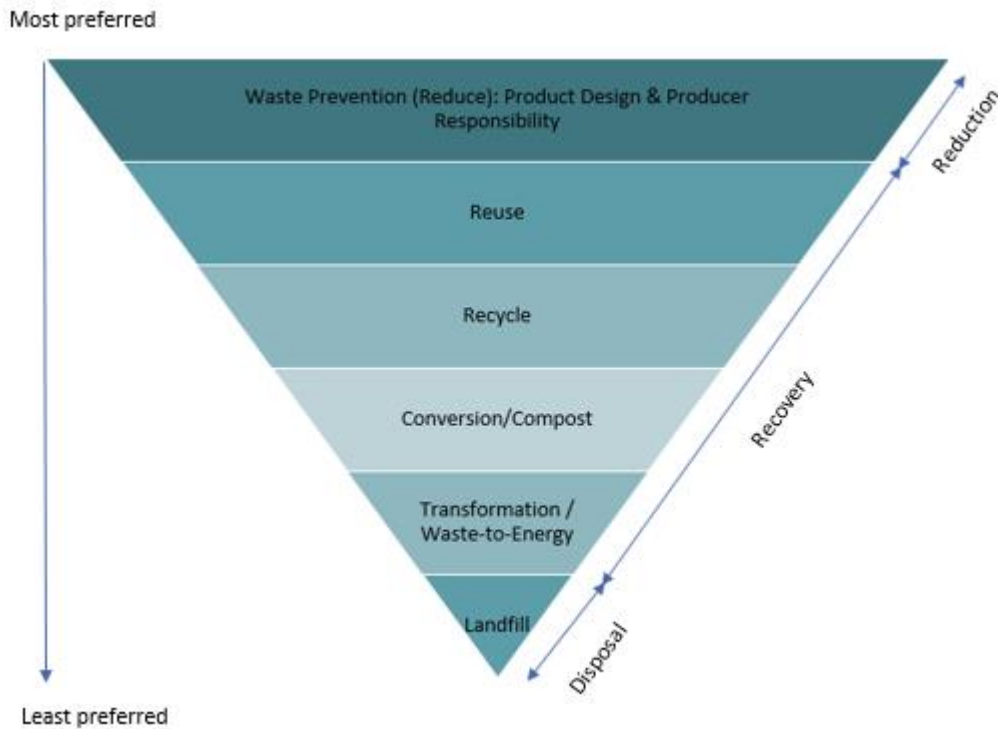 Most preferred
Waste Prevention (Reduce): Product Design & Producer
Responsibility
Reduction
Reuse
Recycle
Recovery
Conversion/Compost
Transformation /
Waste-to-Energy
Landfill
Disposal
Least preferred